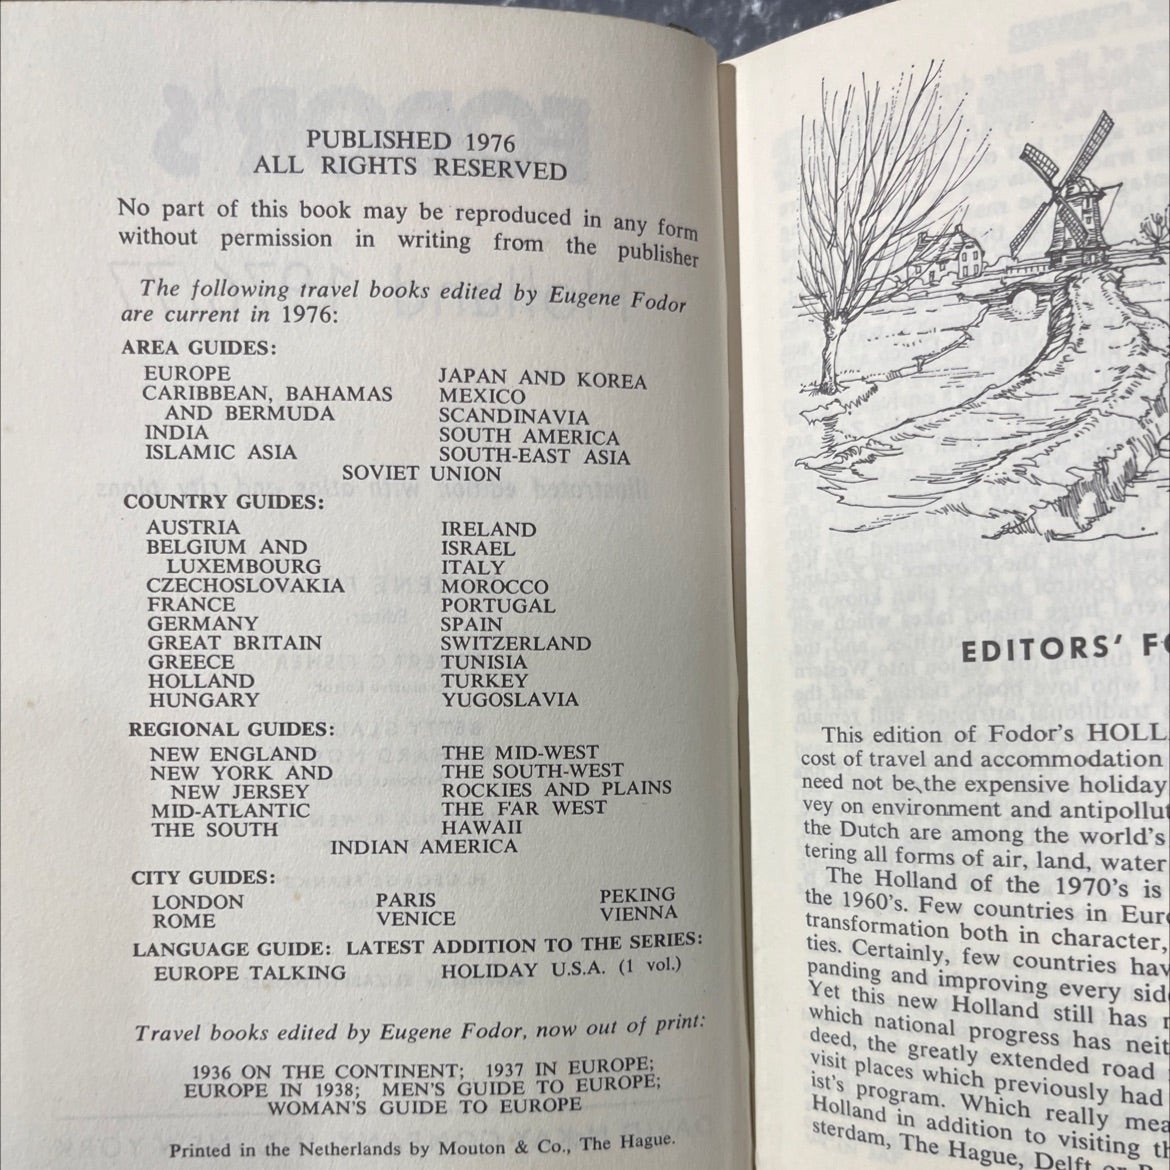 PUBLISHED 1976
ALL RIGHTS RESERVED
No part of this book may be reproduced in any form
without permission in writing from the publisher
The following travel books edited by Eugene Fodor
are current in 1976:
AREA GUIDES:
EUROPE
CARIBBEAN, BAHAMAS
AND BERMUDA
INDIA
ISLAMIC ASIA
JAPAN AND KOREA
MEXICO
SCANDINAVIA
SOUTH AMERICA
SOUTH-EAST ASIA
SOVIET UNION
COUNTRY GUIDES:
AUSTRIA
BELGIUM AND
LUXEMBOURG
CZECHOSLOVAKIA
FRANCE
GERMANY
GREAT BRITAIN
GREECE
HOLLAND
HUNGARY
IRELAND
ISRAEL
ITALY
MOROCCO
PORTUGAL
SPAIN
SWITZERLAND
TUNISIA
TURKEY
YUGOSLAVIA
REGIONAL GUIDES:
NEW ENGLAND
NEW YORK AND
NEW JERSEY
MID-ATLANTIC
THE SOUTH
THE MID-WEST
THE SOUTH-WEST
ROCKIES AND PLAINS
THE FAR WEST
HAWAII
INDIAN AMERICA
CITY GUIDES:
LONDON PARIS PEKING
ROME VENICE VIENNA
LANGUAGE GUIDE: LATEST ADDITION TO THE SERIES:
EUROPE TALKING HOLIDAY U.S.A. (1 vol.)
Travel books edited by Eugene Fodor, now out of print:
1936 ON THE CONTINENT; 1937 IN EUROPE;
EUROPE IN 1938; MEN'S GUIDE TO EUROPE;
WOMAN'S GUIDE TO EUROPE
Printed in the Netherlands by Mouton & Co., The Hague.
EDITORS' FO
This edition of Fodor's HOLL
cost of travel and accommodation
need not be the expensive holiday
vey on environment and antipollut
the Dutch are among the world's
tering all forms of air, land, water
The Holland of the 1970's is
the 1960's. Few countries in Eur
transformation both in character,
ties. Certainly, few countries hav
panding and improving every sid
Yet this new Holland still has
which national progress has neit
deed, the greatly extended road
visit places which previously had
ist's program. Which really mea
Holland in addition to visiting th
sterdam, The Hague, Delft or